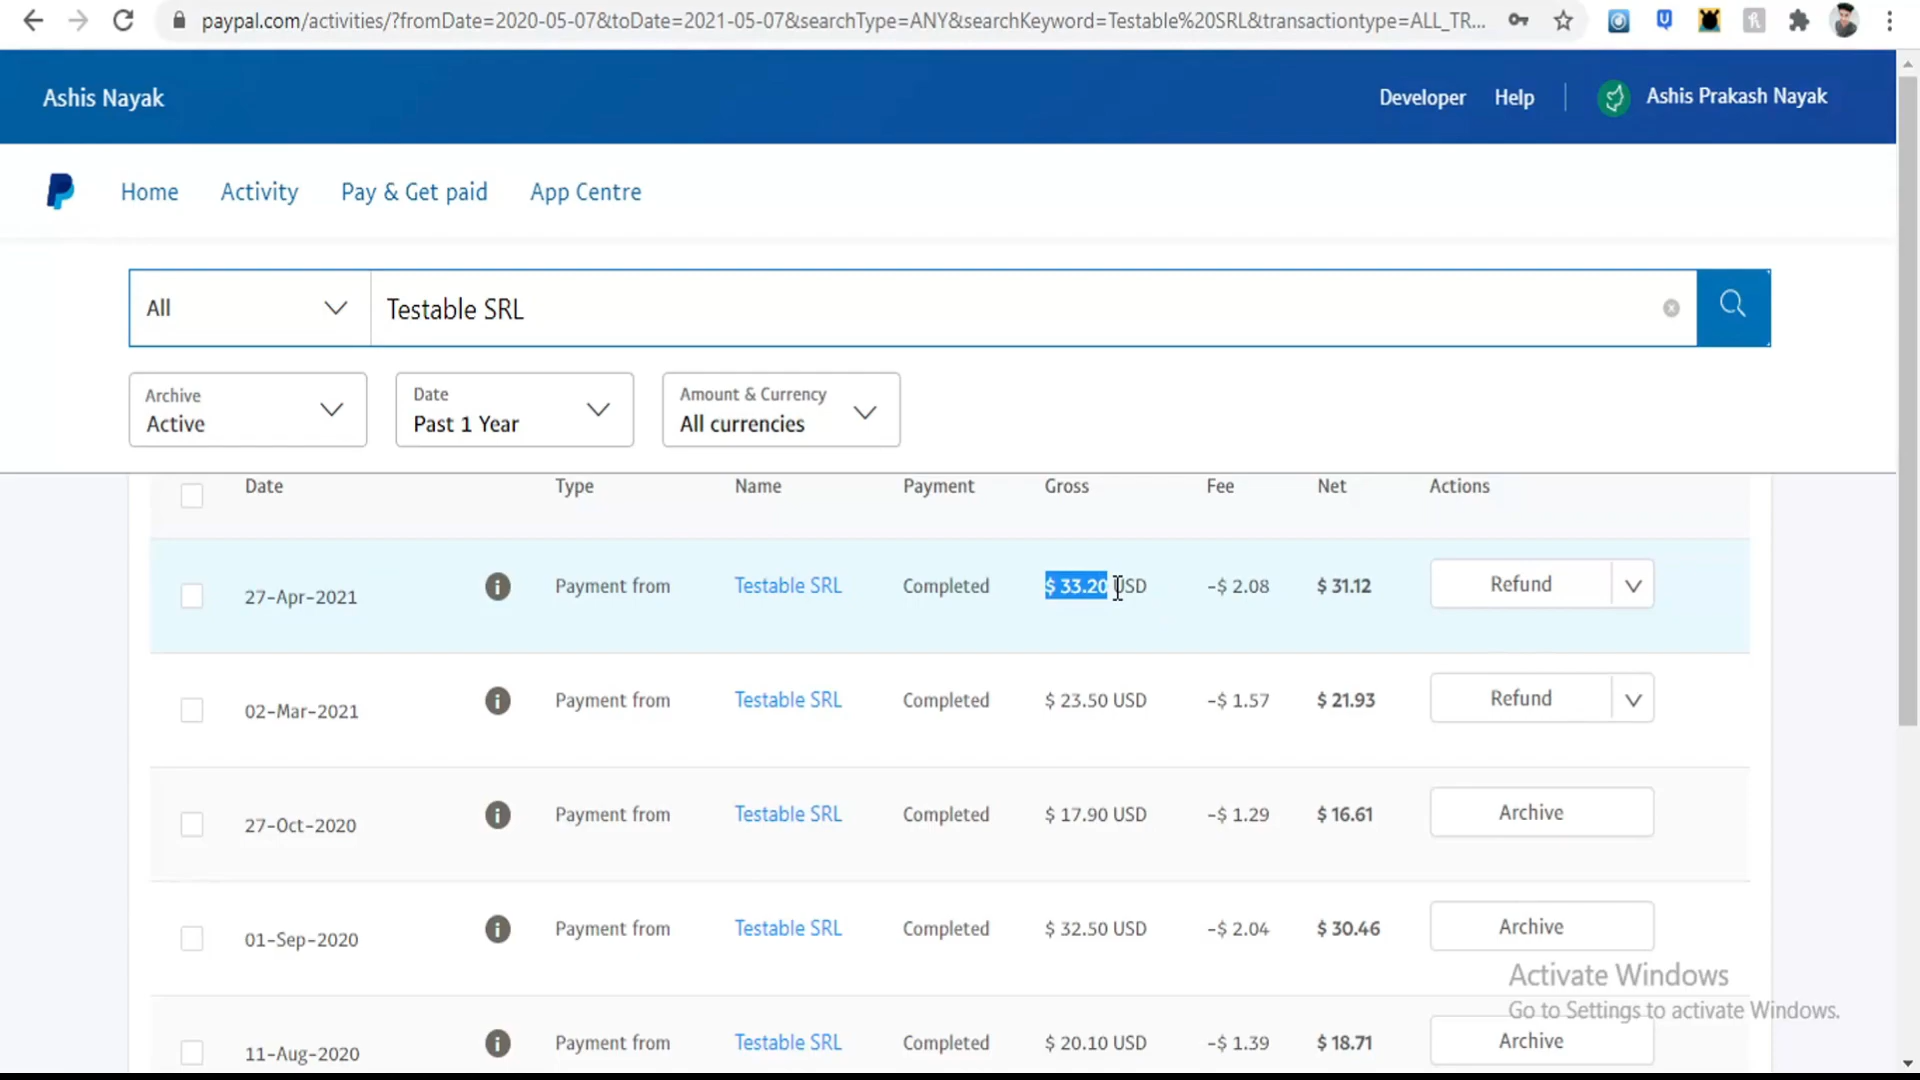 paypal.com/activities/?fromDate=2020-05-07&toDate=2021-05-07&searchType=ANY&searchKeyword=Testable%20SRL&transactiontype=ALL_TR...
Ashis Nayak
Developer Help Ashis Prakash Nayak
Home Activity Pay & Get paid App Centre
All Testable SRL
Archive Date Amount & Currency
Active Past 1 Year All currencies
Date Type Name Payment Gross Fee Net Actions
27-Apr-2021 Payment from Testable SRL Completed $ 33.20 USD -$ 2.08 $ 31.12 Refund
02-Mar-2021 Payment from Testable SRL Completed $ 23.50 USD -$ 1.57 $ 21.93 Refund
27-Oct-2020 Payment from Testable SRL Completed $ 17.90 USD -$ 1.29 $ 16.61 Archive
01-Sep-2020 Payment from Testable SRL Completed $ 32.50 USD -$ 2.04 $ 30.46 Archive
Activate Windows
Go to Settings to activate Windows.
11-Aug-2020 Payment from Testable SRL Completed $ 20.10 USD -$ 1.39 $ 18.71 Archive